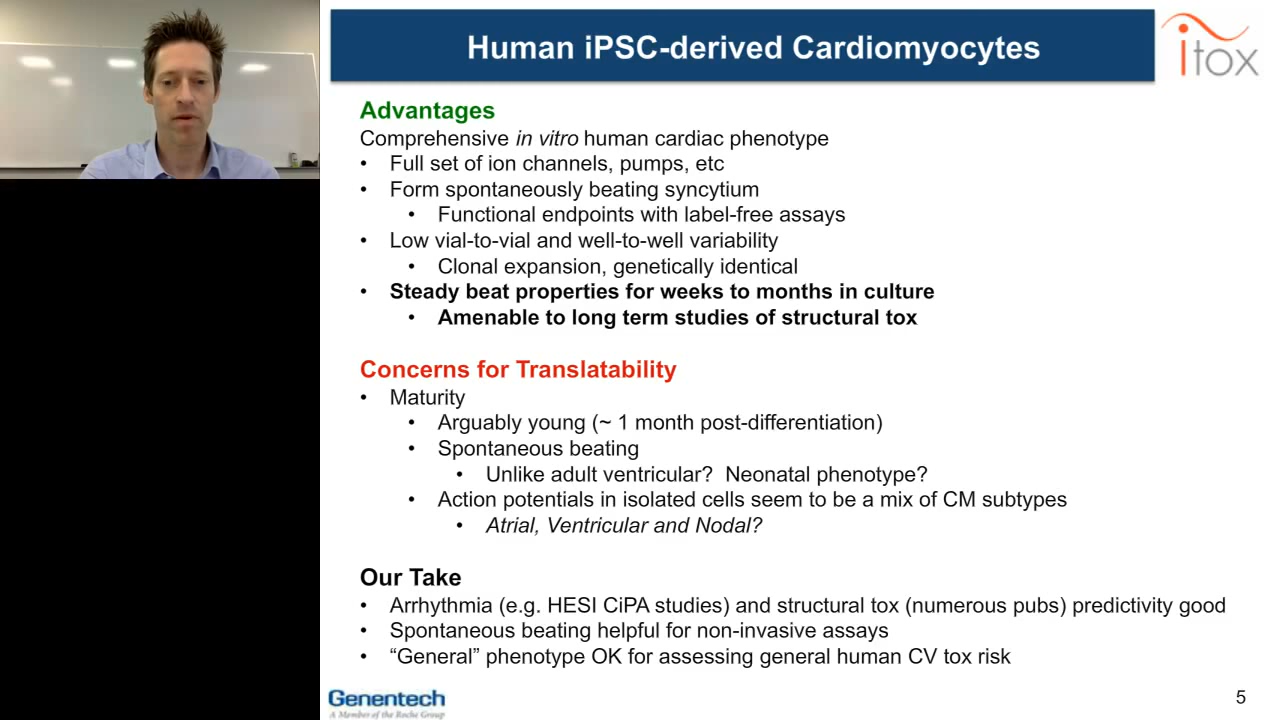 Human iPSC-derived Cardiomyocytes
itox
Advantages
Comprehensive in vitro human cardiac phenotype
• Full set of ion channels, pumps, etc
• Form spontaneously beating syncytium
• Functional endpoints with label-free assays
• Low vial-to-vial and well-to-well variability
• Clonal expansion, genetically identical
• Steady beat properties for weeks to months in culture
• Amenable to long term studies of structural tox
Concerns for Translatability
• Maturity
• Arguably young (~ 1 month post-differentiation)
• Spontaneous beating
• Unlike adult ventricular? Neonatal phenotype?
• Action potentials in isolated cells seem to be a mix of CM subtypes
• Atrial, Ventricular and Nodal?
Our Take
• Arrhythmia (e.g. HESI CiPA studies) and structural tox (numerous pubs) predictivity good
• Spontaneous beating helpful for non-invasive assays
• “General” phenotype OK for assessing general human CV tox risk
Genentech
A Member of the Roche Group
5